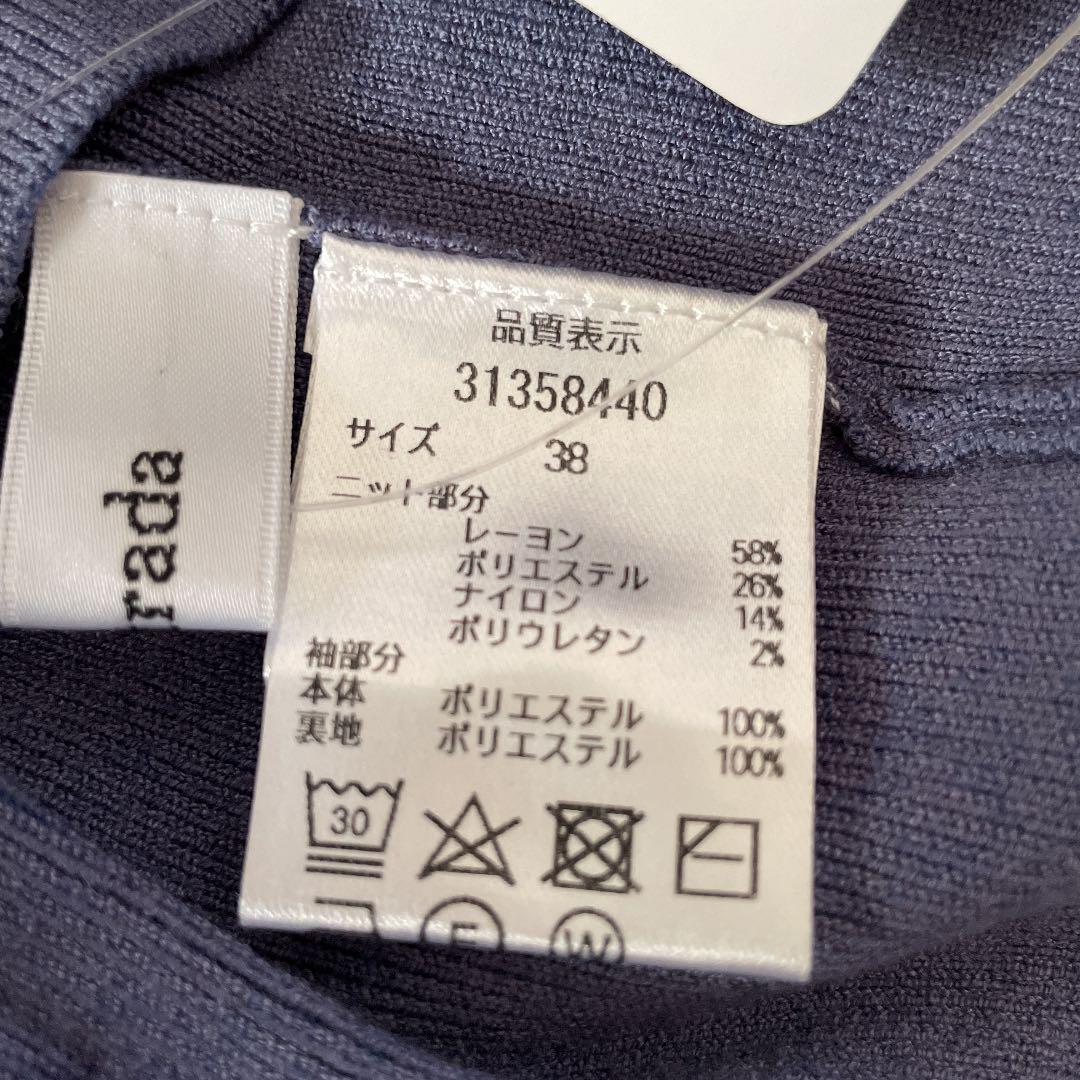 rada
品質表示
31358440
サイズ 38
ニット部分
レーヨン 58%
ポリエステル 26%
ナイロン 14%
ポリウレタン 2%
袖部分
本体 ポリエステル 100%
裏地 ポリエステル 100%
30
F W